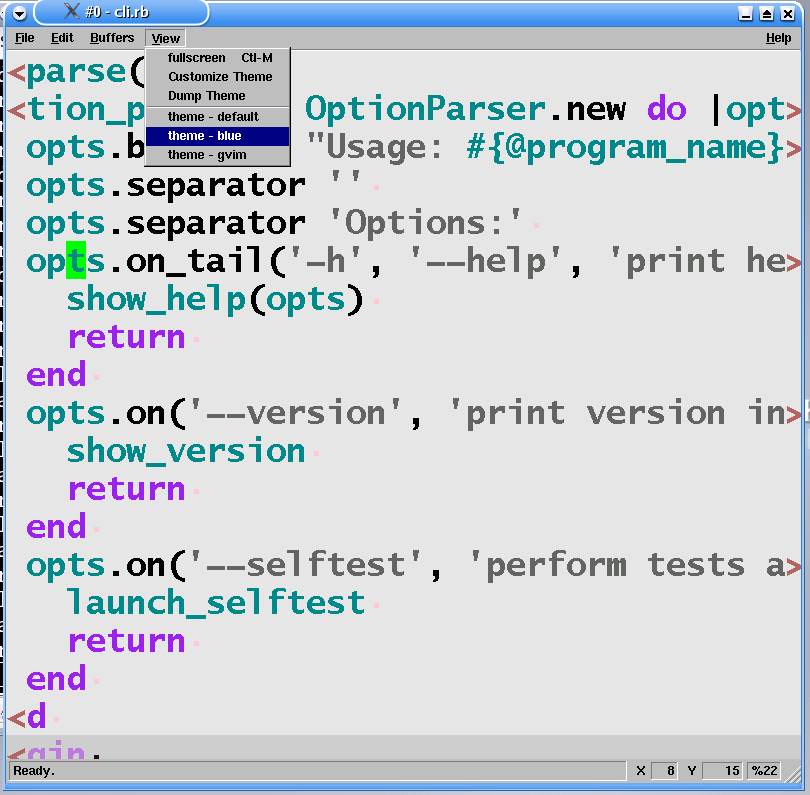 #0 - cli.rb
File Edit Buffers View Help
fullscreen Ctl-M
Customize Theme
Dump Theme
theme - default
theme - blue
theme - gvim
<parse(
<tion_p OptionParser.new do |opt>
opts.b "Usage: #{@program_name}>
opts.separator ''
opts.separator 'Options:'
opts.on_tail('-h', '--help', 'print he>
show_help(opts)
return
end
opts.on('--version', 'print version in>
show_version
return
end
opts.on('--selftest', 'perform tests a>
launch_selftest
return
end
<d
<gin.
Ready. X 8 Y 15 %22